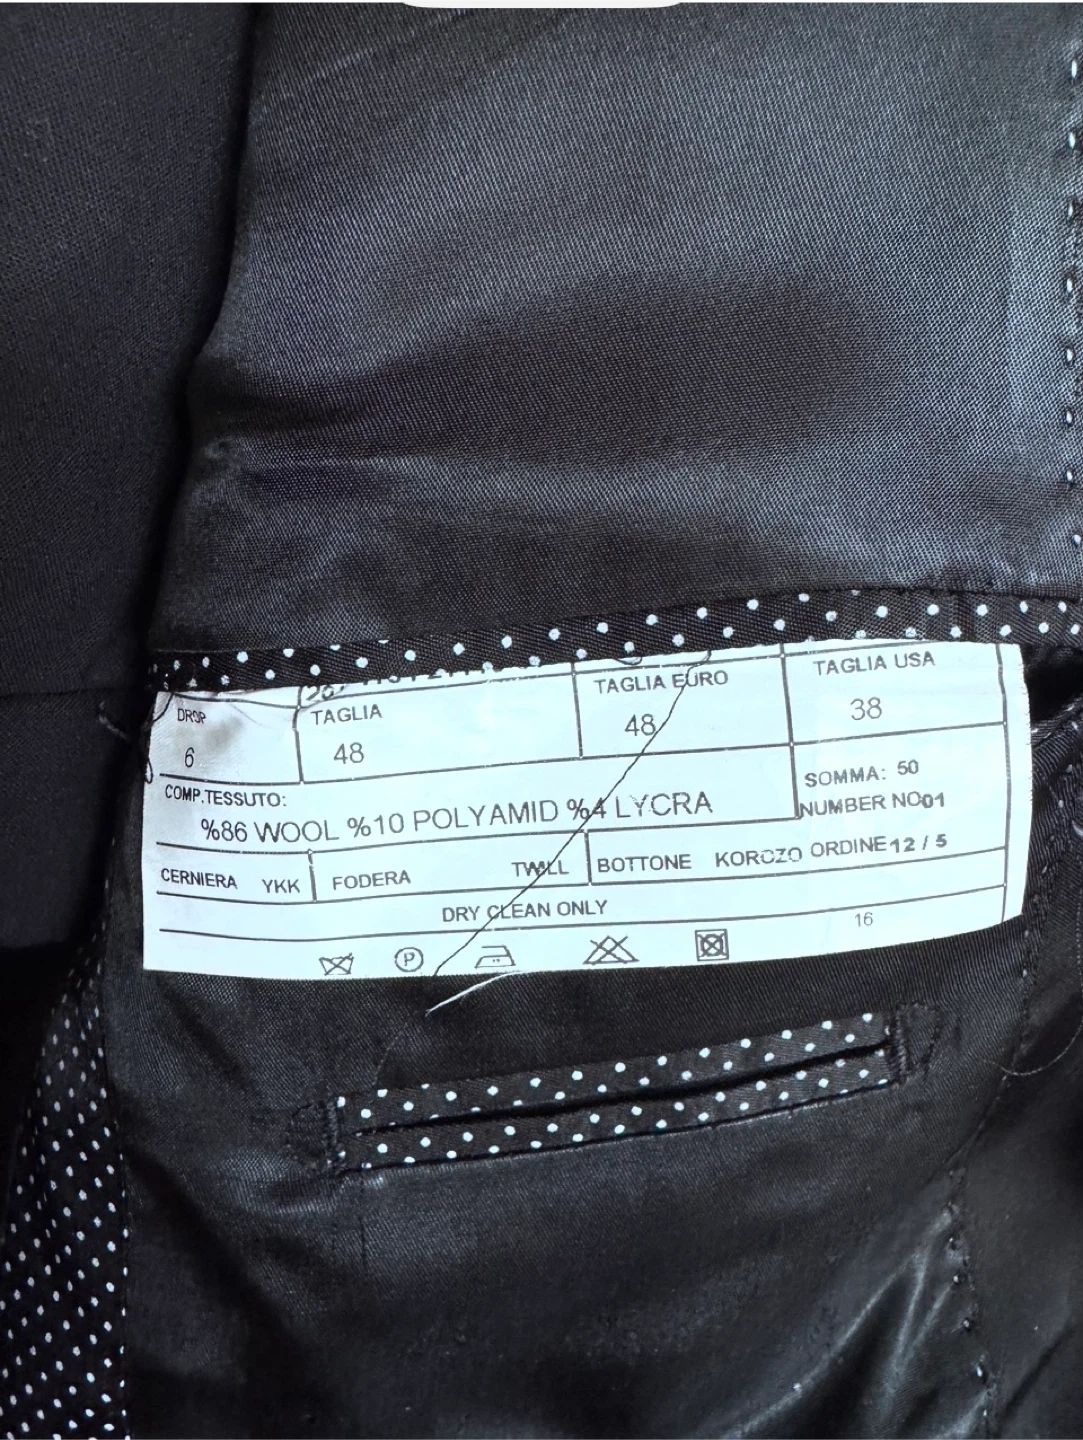 DROP TAGLIA TAGLIA EURO TAGLIA USA
6 48 48 38
COMP.TESSUTO: SOMMA: 50
%86 WOOL %10 POLYAMID %4 LYCRA NUMBER NO01
CERNIERA YKK FODERA TWILL BOTTONE KOROZO ORDINE 12 / 5
DRY CLEAN ONLY 16
P